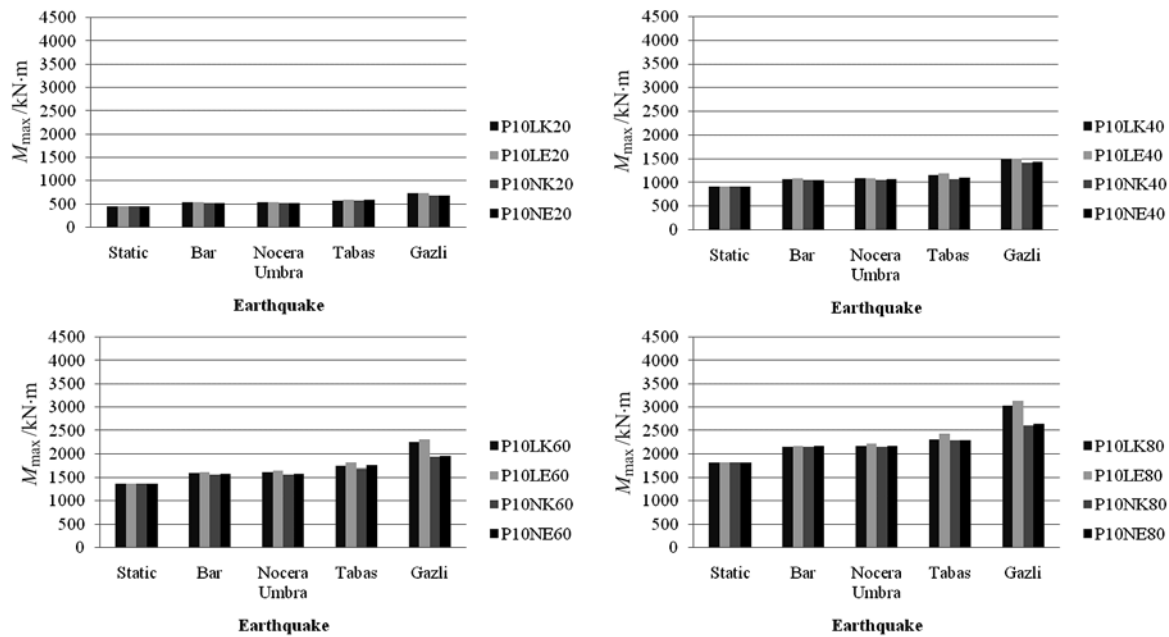 4500
4000
3500
3000
2500
2000
1500
1000
500
0
M max /kN·m
Static Bar Nocera Umbra Tabas Gazli
Earthquake
P10LK20
P10LE20
P10NK20
P10NE20
4500
4000
3500
3000
2500
2000
1500
1000
500
0
M max /kN·m
Static Bar Nocera Umbra Tabas Gazli
Earthquake
P10LK40
P10LE40
P10NK40
P10NE40
4500
4000
3500
3000
2500
2000
1500
1000
500
0
M max /kN·m
Static Bar Nocera Umbra Tabas Gazli
Earthquake
P10LK60
P10LE60
P10NK60
P10NE60
4500
4000
3500
3000
2500
2000
1500
1000
500
0
M max /kN·m
Static Bar Nocera Umbra Tabas Gazli
Earthquake
P10LK80
P10LE80
P10NK80
P10NE80